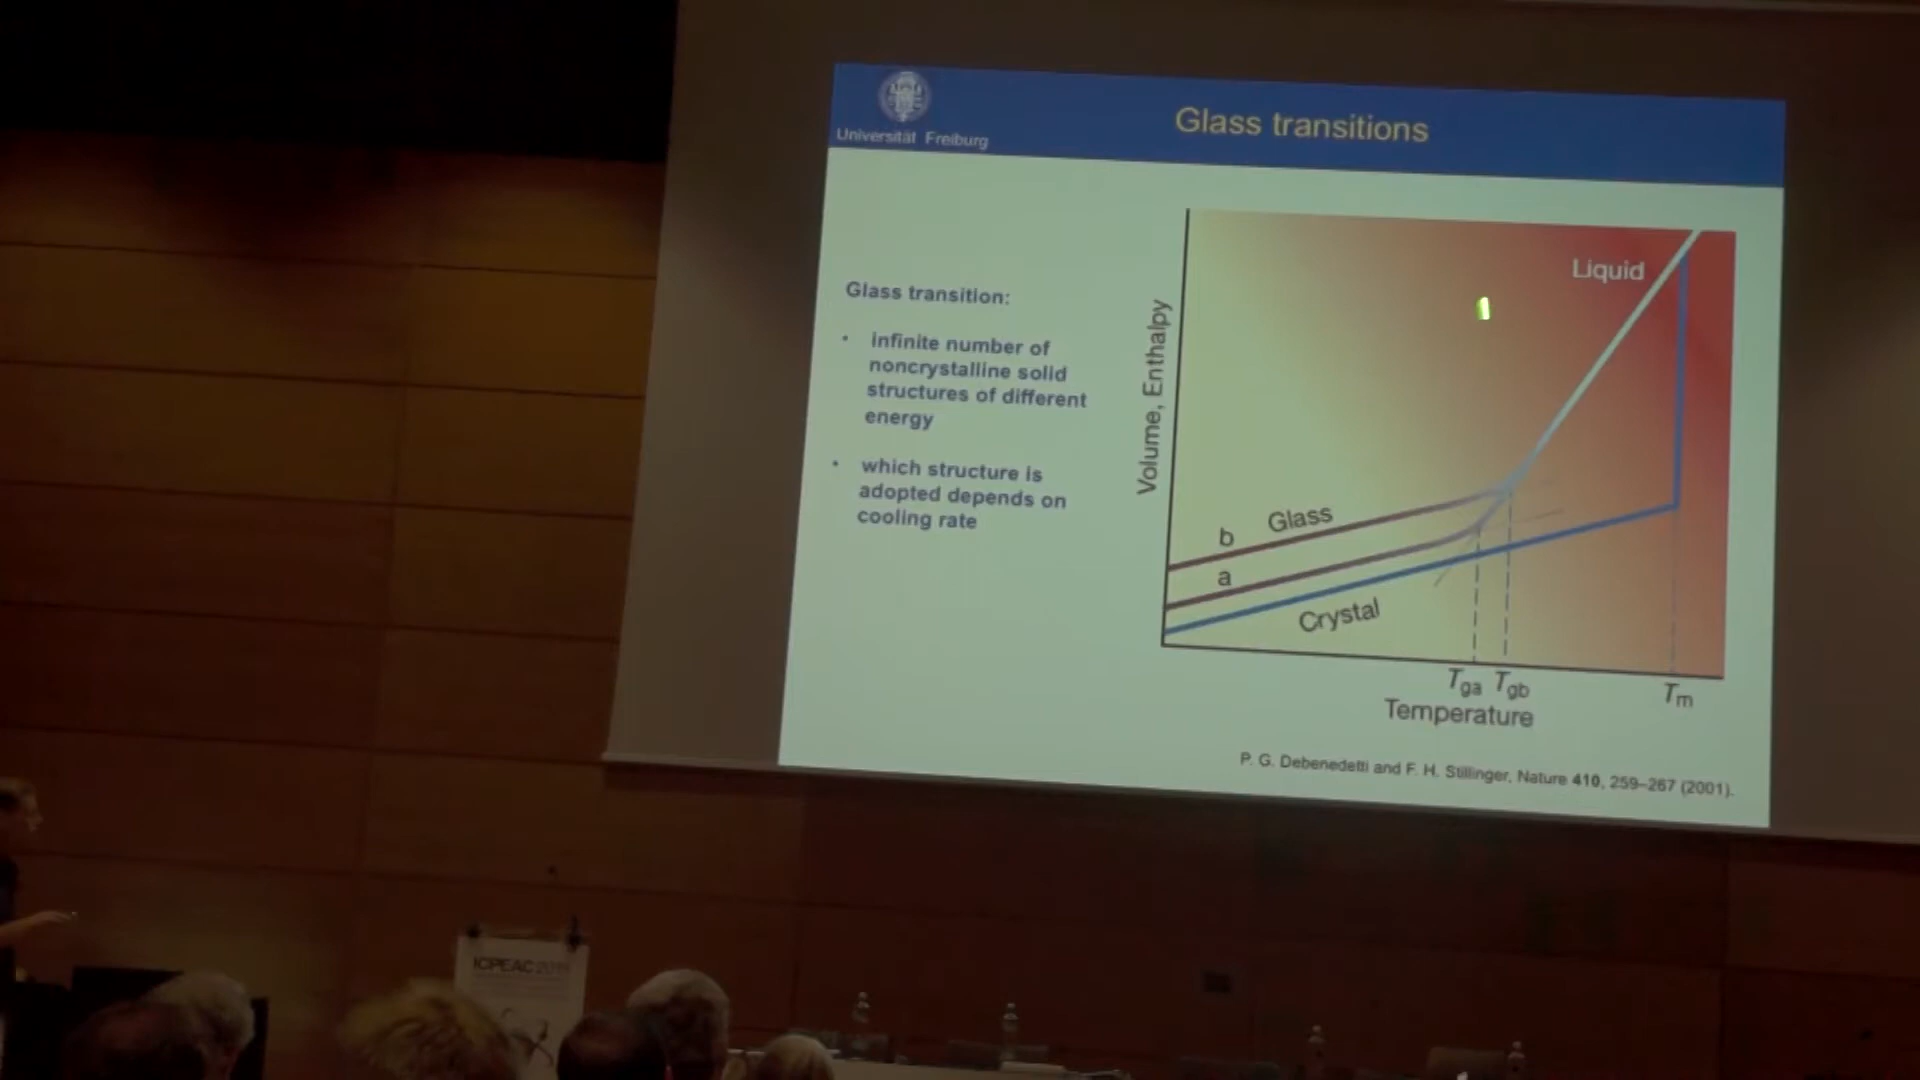 Universität Freiburg
Glass transitions
Glass transition:
• infinite number of
noncrystalline solid
structures of different
energy
• which structure is
adopted depends on
cooling rate
Volume, Enthalpy
Liquid
b Glass
a
Crystal
Tga Tgb Tm
Temperature
P. G. Debenedetti and F. H. Stillinger, Nature 410, 259–267 (2001).
ICPEAC